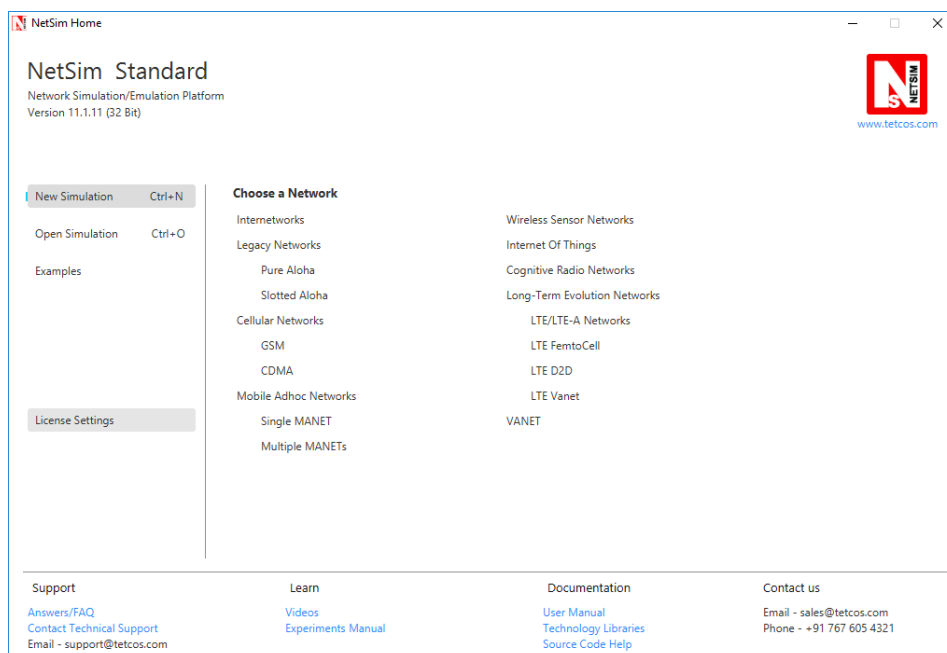 NetSim Home
NetSim Standard
Network Simulation/Emulation Platform
Version 11.1.11 (32 Bit)
NS NETSIM
www.tetcos.com
New Simulation Ctrl+N
Open Simulation Ctrl+O
Examples
License Settings
Choose a Network
Internetworks
Legacy Networks
Pure Aloha
Slotted Aloha
Cellular Networks
GSM
CDMA
Mobile Adhoc Networks
Single MANET
Multiple MANETs
Wireless Sensor Networks
Internet Of Things
Cognitive Radio Networks
Long-Term Evolution Networks
LTE/LTE-A Networks
LTE FemtoCell
LTE D2D
LTE Vanet
VANET
Support
Answers/FAQ
Contact Technical Support
Email - support@tetcos.com
Learn
Videos
Experiments Manual
Documentation
User Manual
Technology Libraries
Source Code Help
Contact us
Email - sales@tetcos.com
Phone - +91 767 605 4321